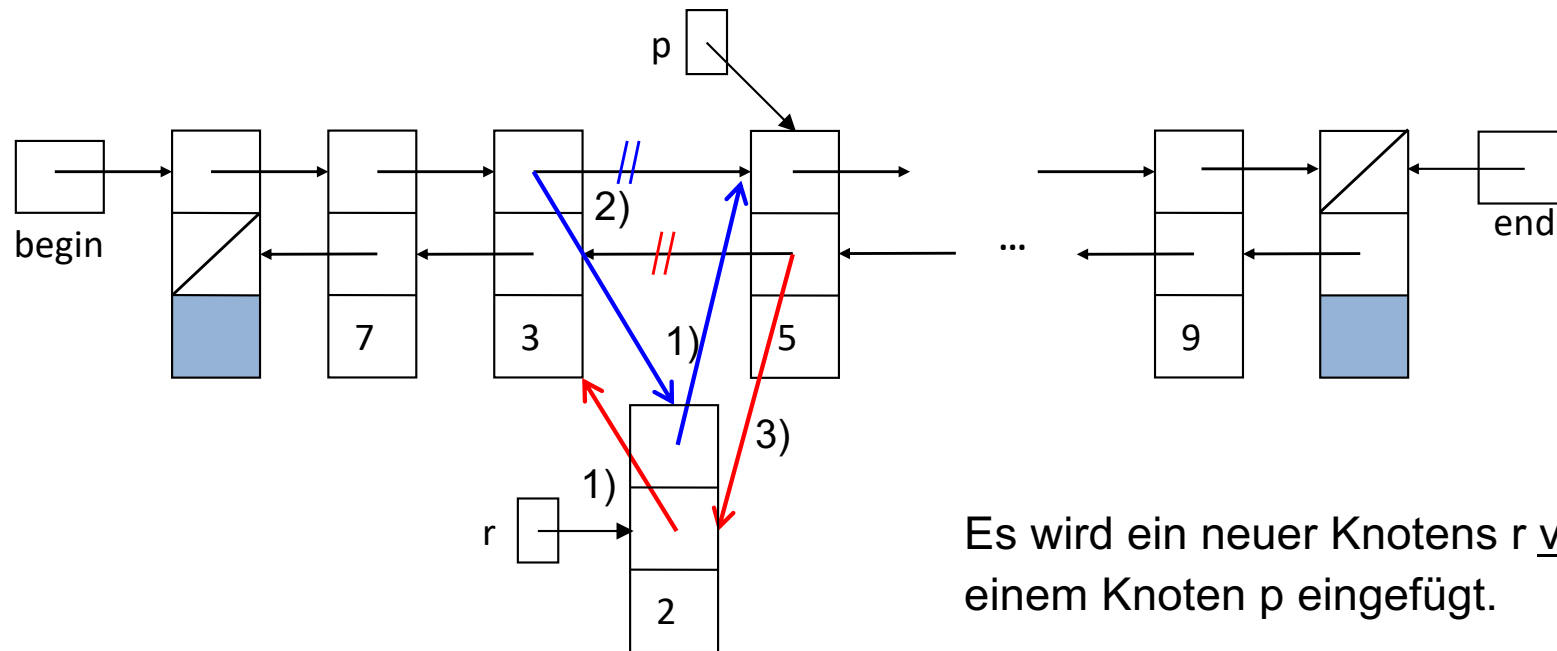 p
begin
2)
...
end
7
3
1)
5
9
3)
1)
r
2
Es wird ein neuer Knotens r
einem Knoten p eingefügt.